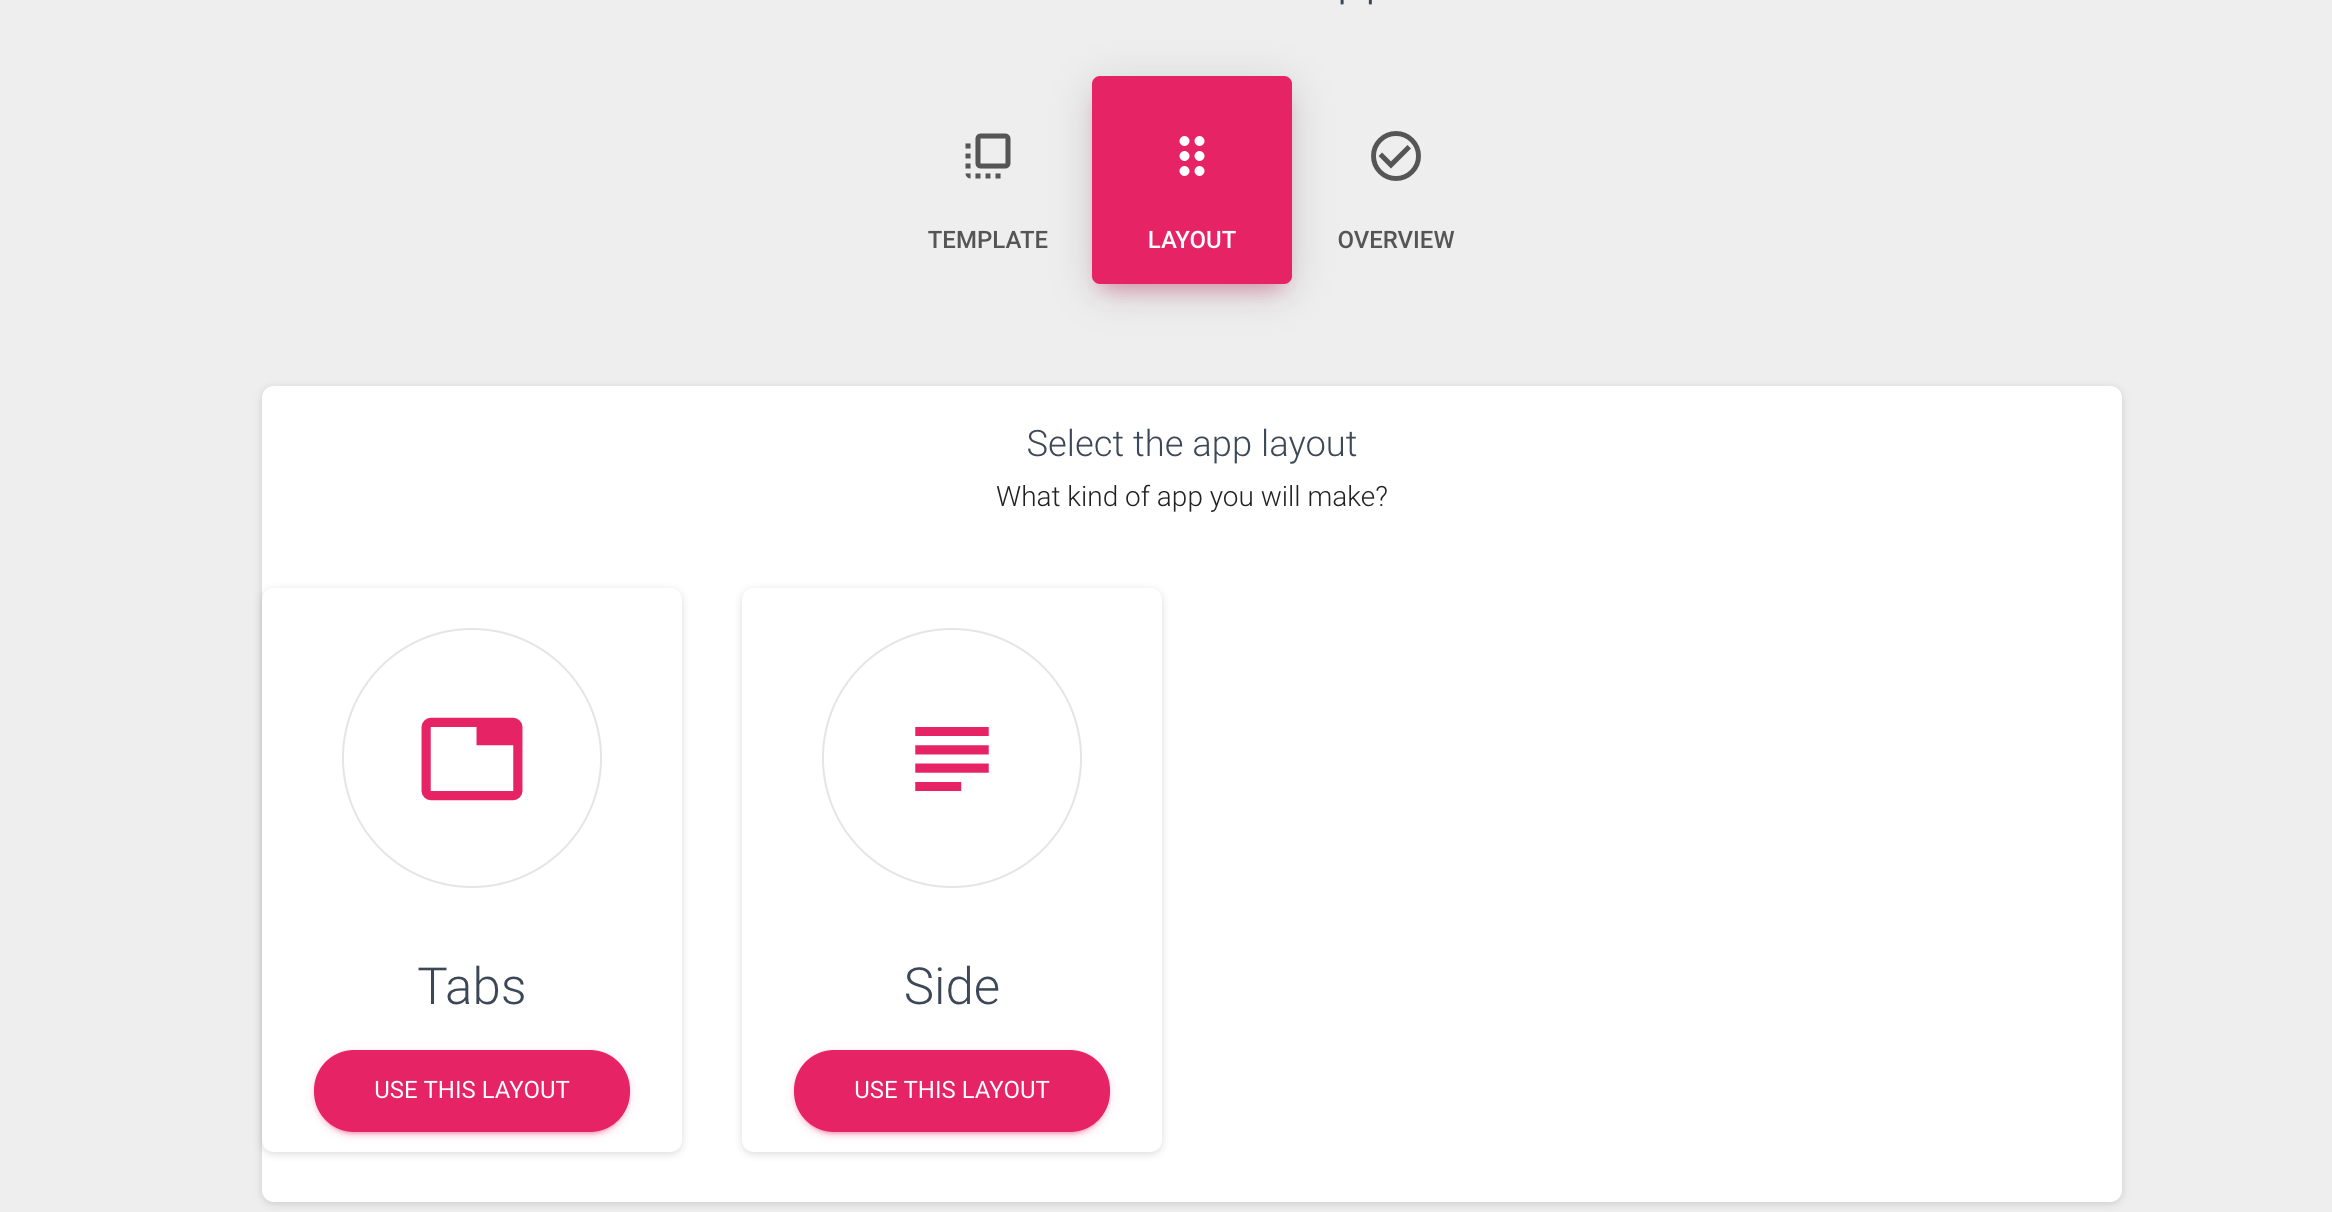 TEMPLATE LAYOUT OVERVIEW
Select the app layout
What kind of app you will make?
Tabs Side
USE THIS LAYOUT USE THIS LAYOUT